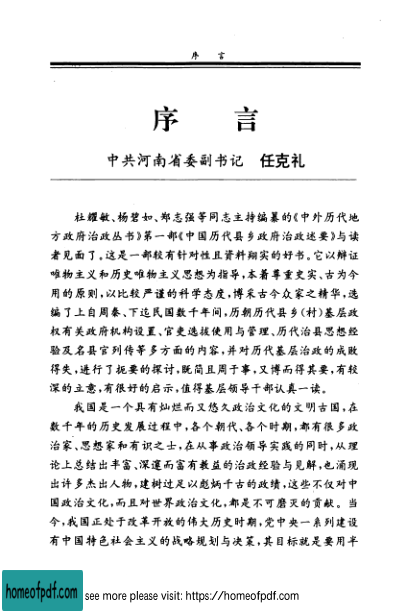 序 言
序 言
中共河南省委副书记 任克礼
杜耀敏、杨碧如、郑志强等同志主持编纂的《中外历代地
方政府治政丛书》第一部《中国历代县乡政府治政述要》与读
者见面了,这是一部较有针对性且资料翔实的好书。它以辩证
唯物主义和历史唯物主义思想为指导,本着尊重史实、古为今
用的原则,以比较严谨的科学态度,博采古今众家之精华,选
编了上自周秦、下迄民国数千年间,历朝历代县乡(村)基层政
权有关政府机构设置、官吏选拔使用与管理、历代治县思想经
验及名县官列传等多方面的内容,并对历代基层治政的成败
得失,进行了扼要的探讨,既简且周于事,又博而得其要,有较
深的立意,有很好的启示,值得基层领导干部认真一读。
我国是一个具有灿烂而又悠久政治文化的文明古国,在
数千年的历史发展过程中,各个朝代、各个时期,都有很多政
治家、思想家和有识之士,在从事政治领导实践的同时,从理
论上总结出丰富、深邃而富有教益的治政经验与见解,也涌现
出许多杰出人物,建树过足以彪炳千古的政绩,这些不仅对中
国政治文化,而且对世界政治文化,都是不可磨灭的贡献。当
今,我国正处于改革开放的伟大历史时期,党中央一系列建设
有中国特色社会主义的战略规划与决策,其目标就是要用半
homeofpdf.com
see more please visit: https://homeofpdf.com